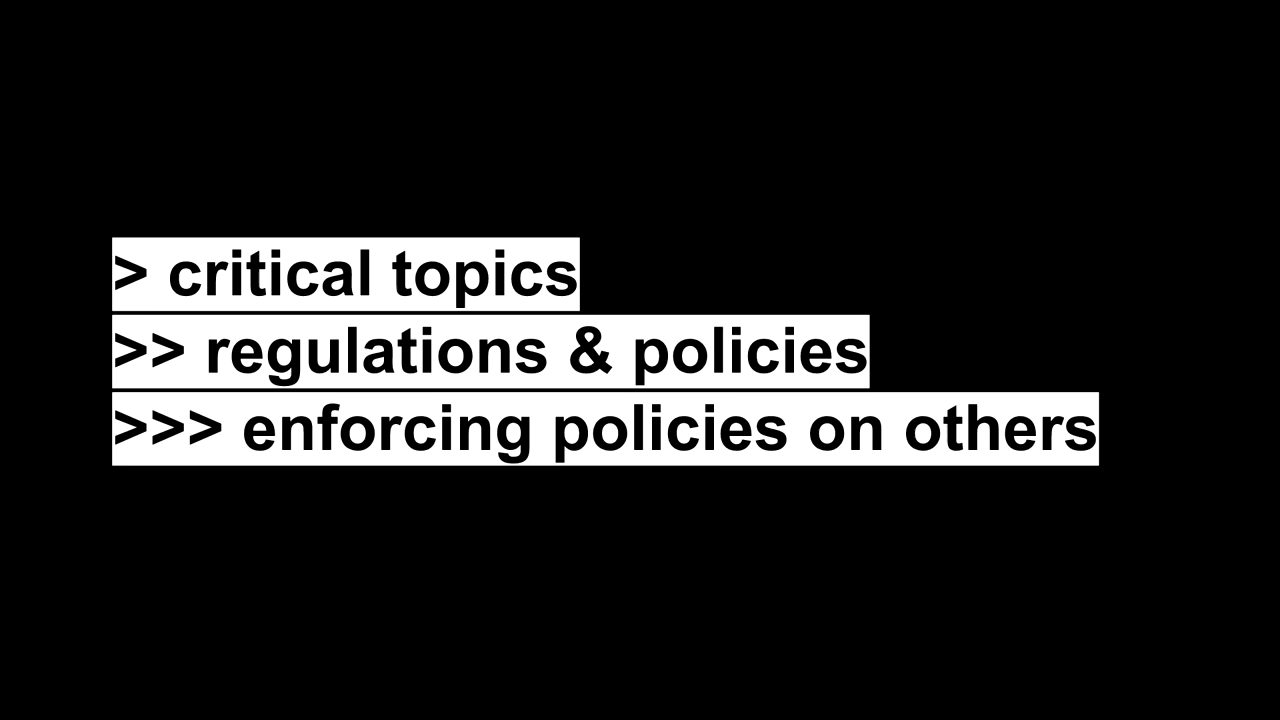 > critical topics
>> regulations & policies
>>> enforcing policies on others